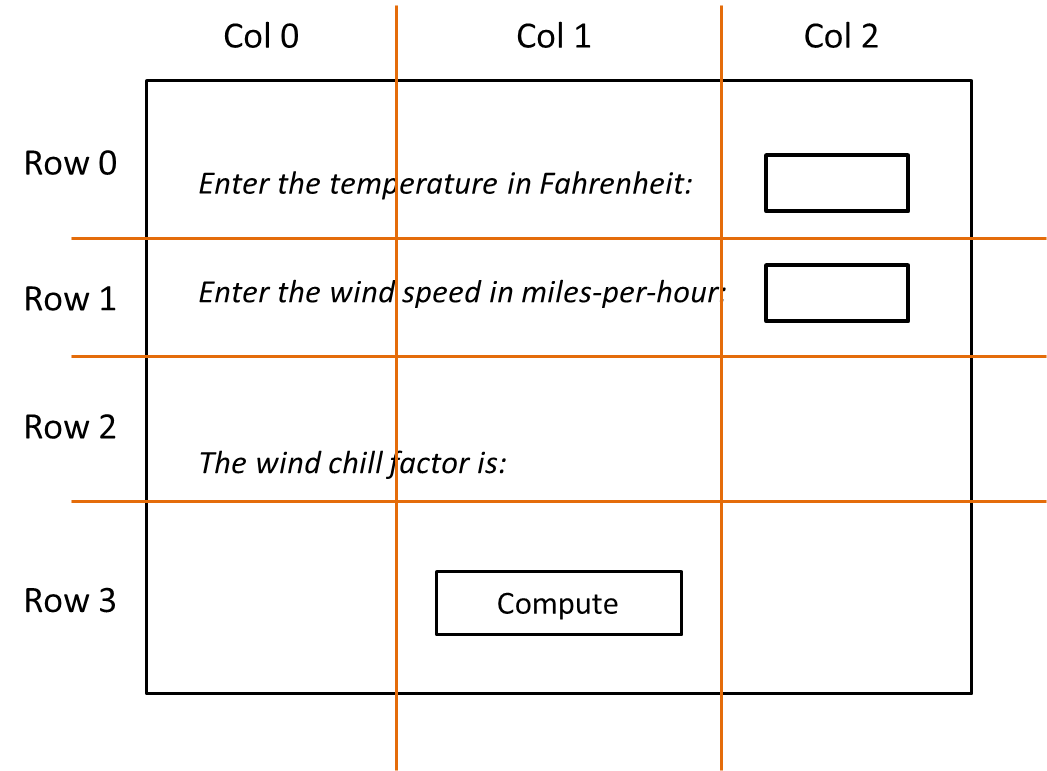 Col 0 Col 1 Col 2
Row 0
Enter the temperature in Fahrenheit:
Row 1
Enter the wind speed in miles-per-hour:
Row 2
The wind chill factor is:
Row 3
Compute